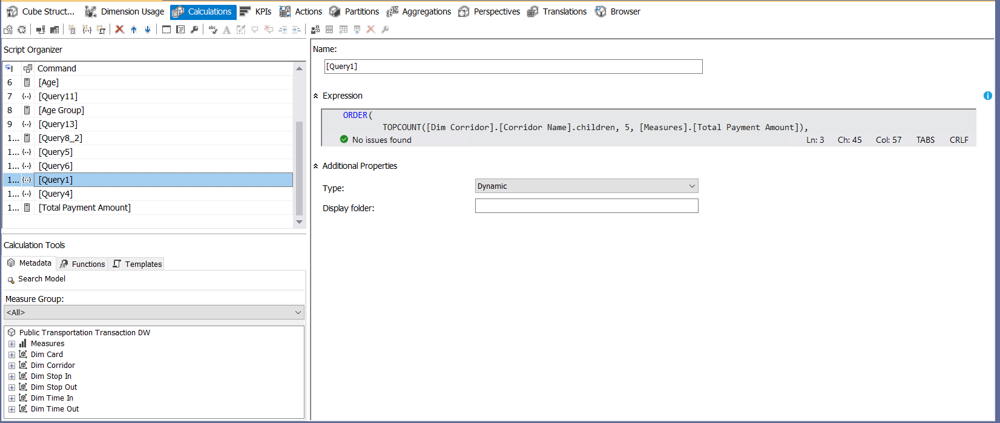 Cube Struct... Dimension Usage Calculations KPIs Actions Partitions Aggregations Perspectives Translations Browser
Script Organizer
Command
6 [Age]
7 [Query11]
8 [Age Group]
9 [Query13]
1... [Query8_2]
1... [Query5]
1... [Query6]
1... [Query1]
1... [Query4]
1... [Total Payment Amount]
Calculation Tools
Metadata Functions Templates
Search Model
Measure Group:
<All>
Public Transportation Transaction DW
Measures
Dim Card
Dim Corridor
Dim Stop In
Dim Stop Out
Dim Time In
Dim Time Out
Name:
[Query1]
Expression
ORDER(
TOPCOUNT([Dim Corridor].[Corridor Name].children, 5, [Measures].[Total Payment Amount]),
No issues found Ln: 3 Ch: 45 Col: 57 TABS CRLF
Additional Properties
Type: Dynamic
Display folder: